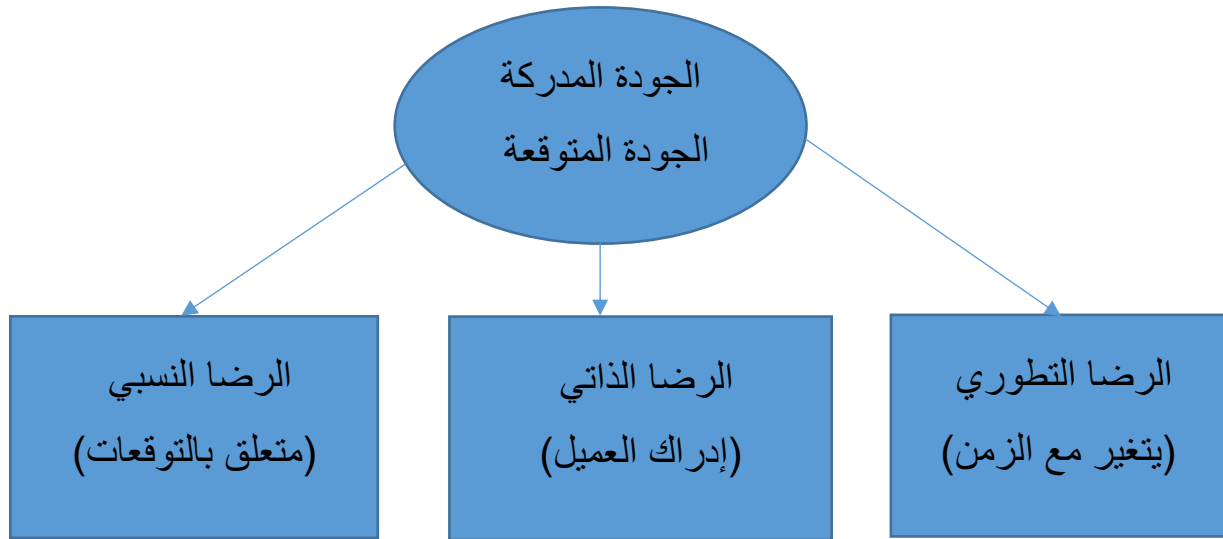 الجودة المدركة
الجودة المتوقعة
الرضا التطوري
(يتغير مع الزمن)
الرضا الذاتي
(إدراك العميل)
الرضا النسبي
(متعلق بالتوقعات)